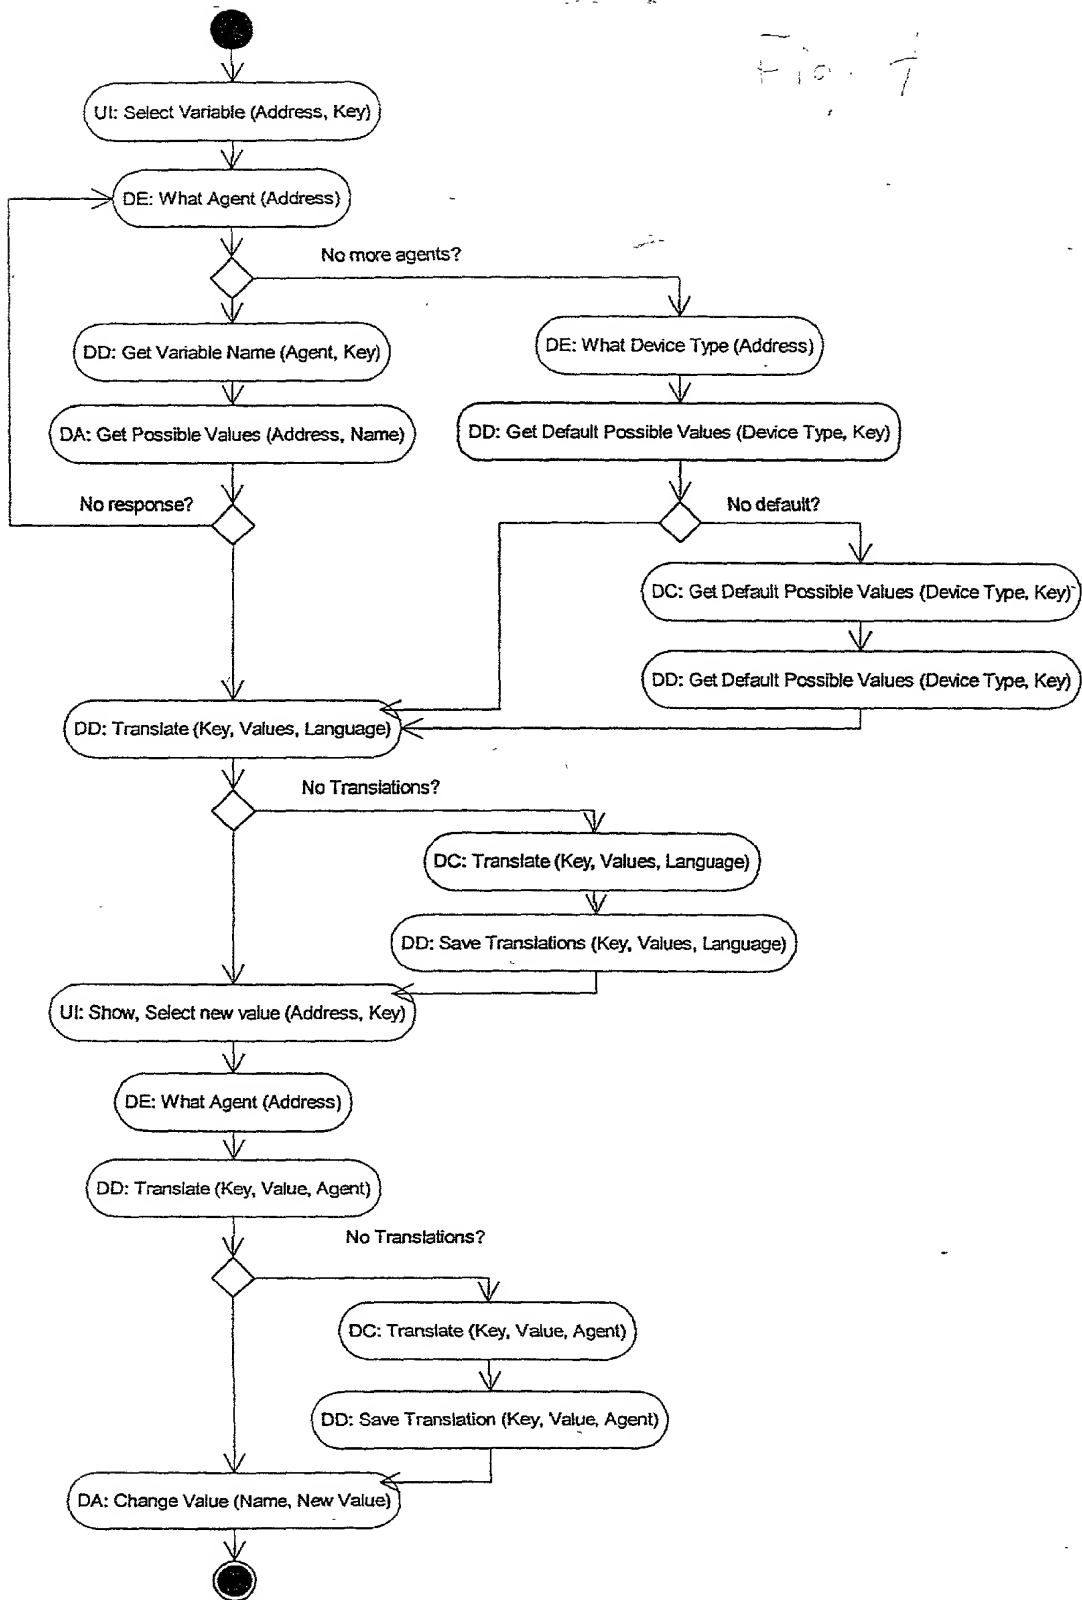 Fig. 7
UI: Select Variable (Address, Key)
DE: What Agent (Address)
No more agents?
DD: Get Variable Name (Agent, Key)
DE: What Device Type (Address)
DA: Get Possible Values (Address, Name)
DD: Get Default Possible Values (Device Type, Key)
No response?
No default?
DC: Get Default Possible Values (Device Type, Key)
DD: Get Default Possible Values (Device Type, Key)
DD: Translate (Key, Values, Language)
No Translations?
DC: Translate (Key, Values, Language)
DD: Save Translations (Key, Values, Language)
UI: Show, Select new value (Address, Key)
DE: What Agent (Address)
DD: Translate (Key, Value, Agent)
No Translations?
DC: Translate (Key, Value, Agent)
DD: Save Translation (Key, Value, Agent)
DA: Change Value (Name, New Value)